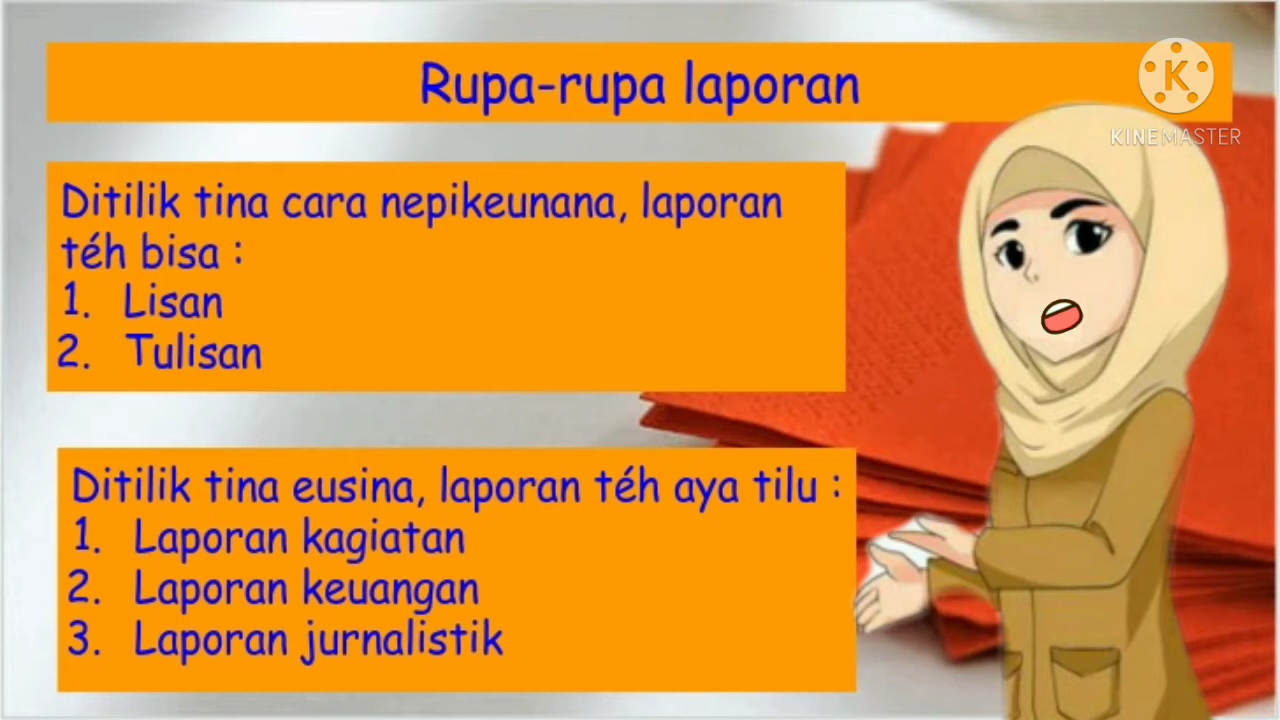 Rupa-rupa laporan
K
KINEMASTER
Ditilik tina cara nepikeunana, laporan
téh bisa :
1. Lisan
2. Tulisan
Ditilik tina eusina, laporan téh aya tilu :
1. Laporan kagiatan
2. Laporan keuangan
3. Laporan jurnalistik